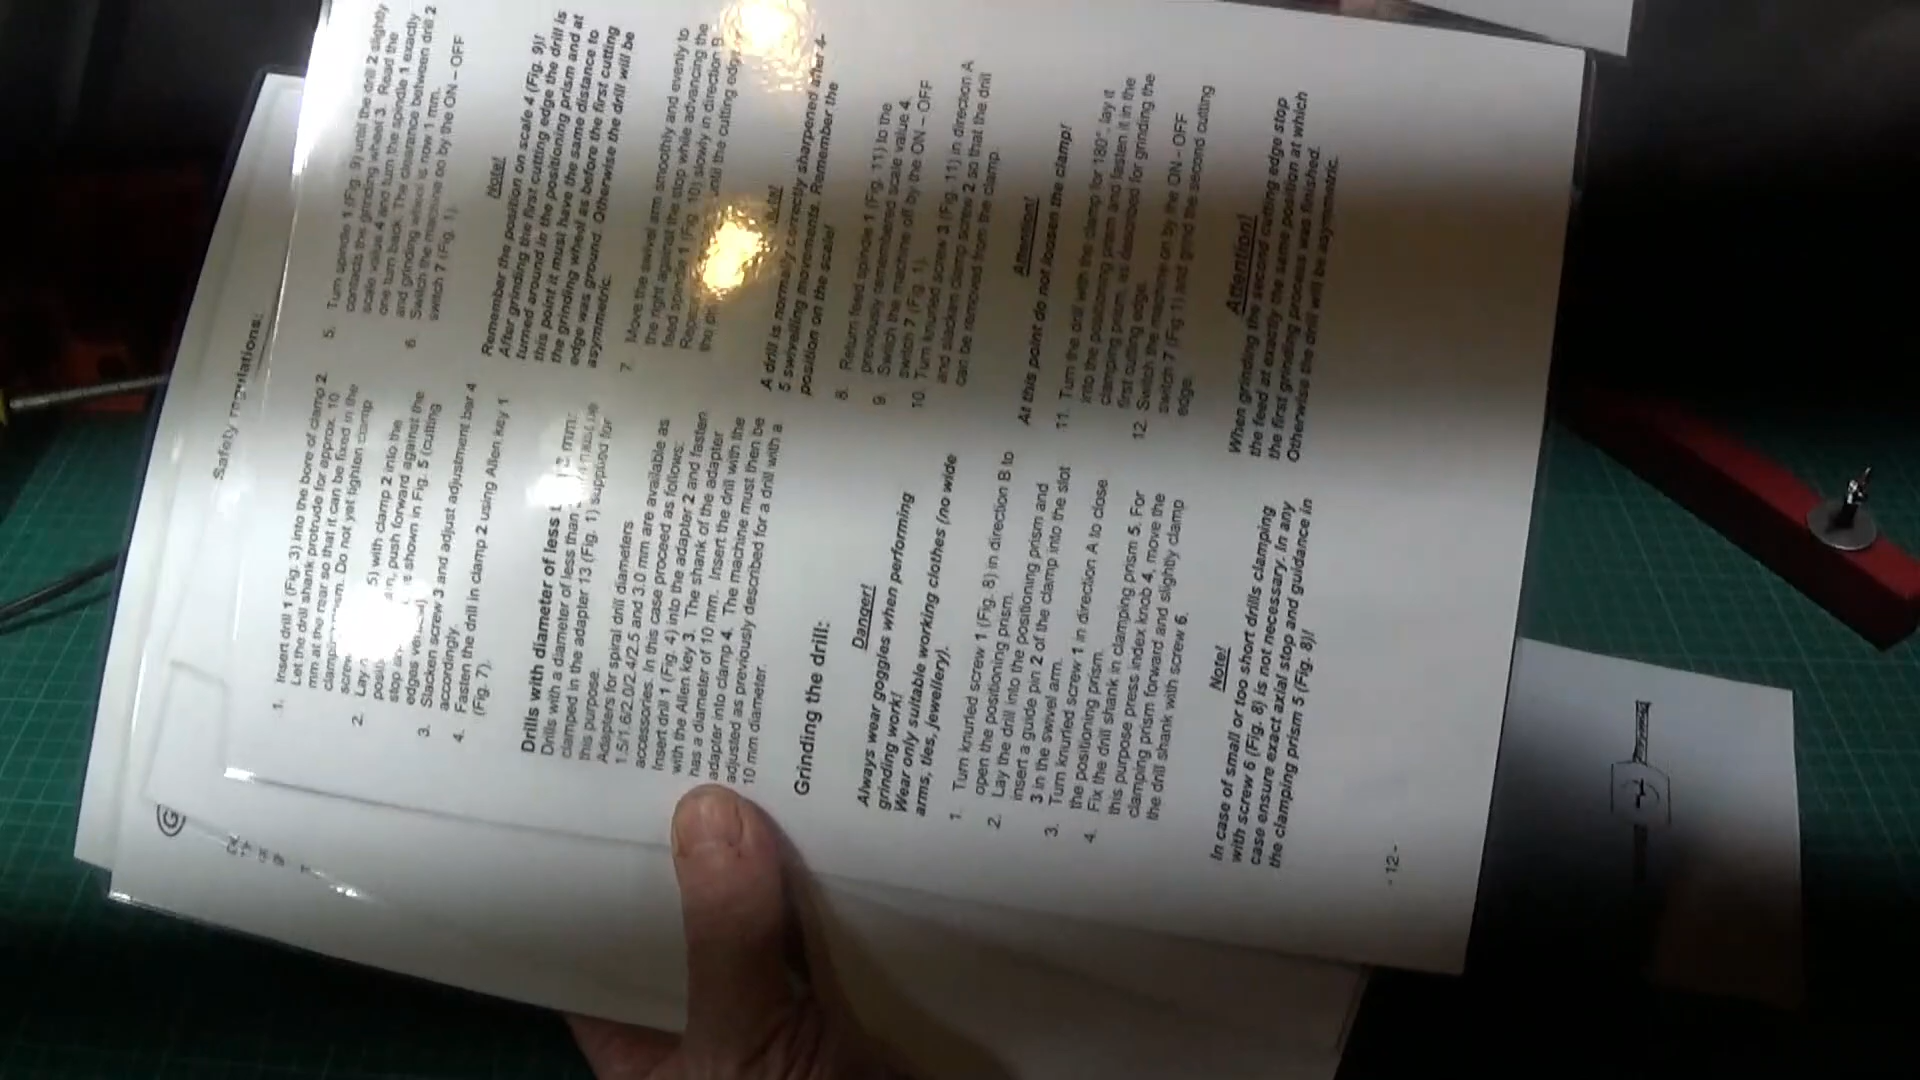 Safety regulations:
1. Insert drill 1 (Fig. 3) into the bore of clamp 2.
Let the drill shank protrude for approx. 10
mm at the rear so that it can be fixed in the
clamping prism. Do not yet tighten clamp
screw
2. Lay
5) with clamp 2 into the
push forward against the
stop
shown in Fig. 5 (cutting
edges
3. Slacken screw 3 and adjust adjustment bar 4
accordingly.
4. Fasten the drill in clamp 2 using Allen key 1
(Fig. 7).
Drills with diameter of less
mm:
Drills with a diameter of less than
clamped in the adapter 13 (Fig. 1) supplied for
this purpose.
Adapters for spiral drill diameters
1.5/1.6/2.0/2.4/2.5 and 3.0 mm are available as
accessories. In this case proceed as follows:
Insert drill 1 (Fig. 4) into the adapter 2 and fasten
with the Allen key 3. The shank of the adapter
has a diameter of 10 mm. Insert the drill with the
adapter into clamp 4. The machine must then be
adjusted as previously described for a drill with a
10 mm diameter.
Grinding the drill:
Danger!
Always wear goggles when performing
grinding work!
Wear only suitable working clothes (no wide
arms, ties, jewellery).
1. Turn knurled screw 1 (Fig. 8) in direction B to
open the positioning prism.
2. Lay the drill into the positioning prism and
insert a guide pin 2 of the clamp into the slot
3 in the swivel arm.
3. Turn knurled screw 1 in direction A to close
the positioning prism.
4. Fix the drill shank in clamping prism 5. For
this purpose press index knob 4, move the
clamping prism forward and slightly clamp
the drill shank with screw 6.
Note!
In case of small or too short drills clamping
with screw 6 (Fig. 8) is not necessary. In any
case ensure exact axial stop and guidance in
the clamping prism 5 (Fig. 8)!
5. Turn spindle 1 (Fig. 9) until the drill 2 slightly
contacts the grinding wheel 3. Read the
scale value 4 and turn the spindle 1 exactly
one turn back. The clearance between drill 2
and grinding wheel is now 1 mm.
6. Switch the machine on by the ON – OFF
switch 7 (Fig. 1).
Note!
Remember the position on scale 4 (Fig. 9)!
After grinding the first cutting edge the drill is
turned around in the positioning prism and at
this point it must have the same distance to
the grinding wheel as before the first cutting
edge was ground. Otherwise the drill will be
asymmetric.
7. Move the swivel arm smoothly and evenly to
the right against the stop while advancing the
feed spindle 1 (Fig. 10) slowly in direction B.
until the cutting edge
A drill is normally correctly sharpened after 4-
5 swivelling movements. Remember the
position on the scale!
8. Return feed spindle 1 (Fig. 11) to the
previously remembered scale value 4.
9. Switch the machine off by the ON – OFF
switch 7 (Fig. 1).
10. Turn knurled screw 3 (Fig. 11) in direction A
and slacken clamp screw 2 so that the drill
can be removed from the clamp.
Attention!
At this point do not loosen the clamp!
11. Turn the drill with the clamp for 180°, lay it
into the positioning prism and fasten it in the
clamping prism, as described for grinding the
first cutting edge.
12. Switch the machine on by the ON – OFF
switch 7 (Fig 1) and grind the second cutting
edge.
Attention!
When grinding the second cutting edge stop
the feed at exactly the same position at which
the first grinding process was finished.
Otherwise the drill will be asymmetric.
- 12 -